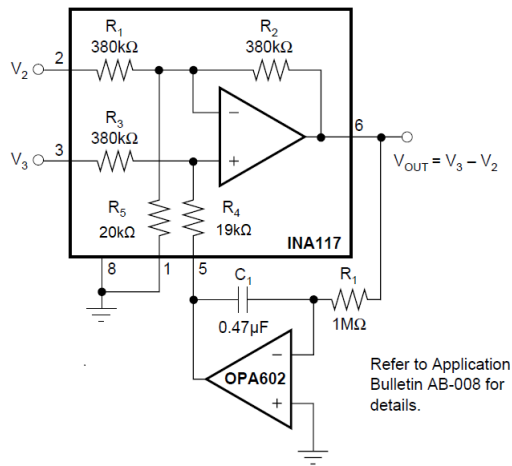 R1
380kΩ
R2
380kΩ
2
V2
R3
380kΩ
3
V3
−
+
6
VOUT = V3 – V2
R5
20kΩ
R4
19kΩ
INA117
8
1
5
C1
0.47µF
R1
1MΩ
−
OPA602
+
Refer to Application
Bulletin AB-008 for
details.